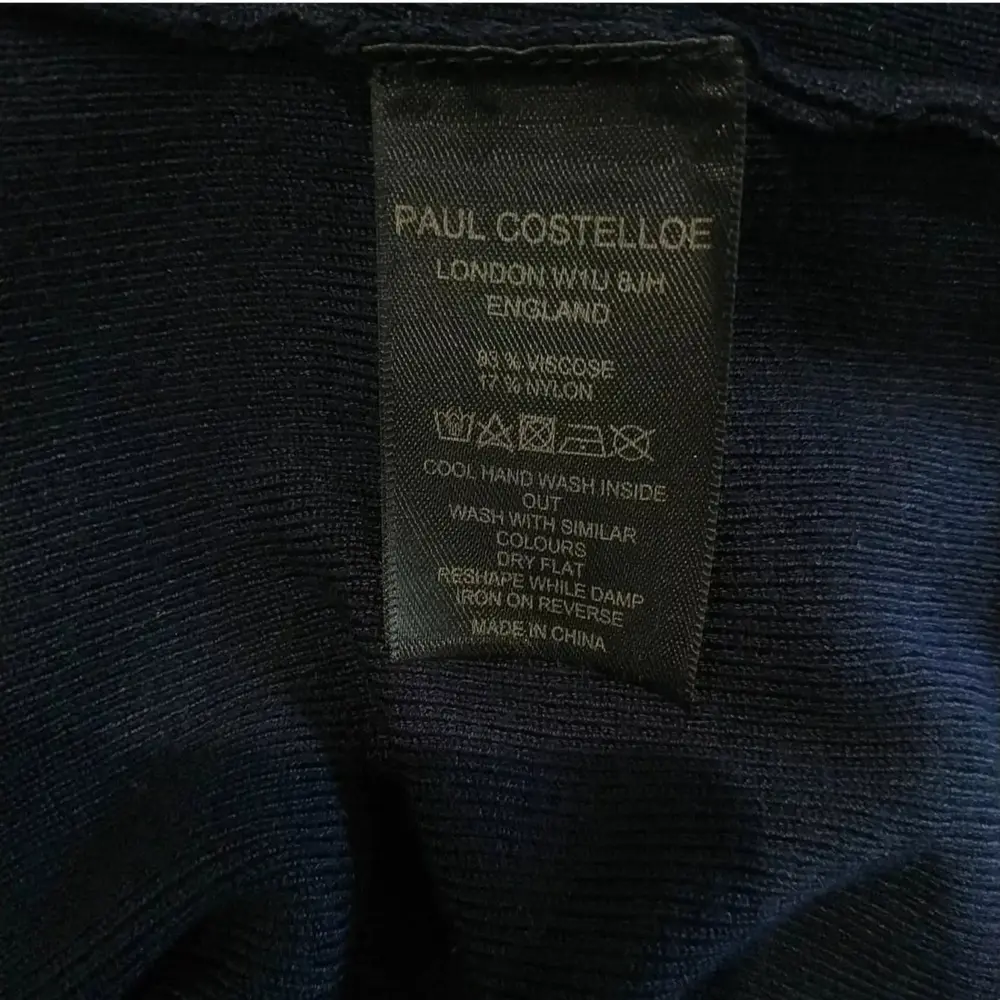 PAUL COSTELLOE
LONDON W1U 8JH
ENGLAND
83 % VISCOSE
17 % NYLON
COOL HAND WASH INSIDE
OUT
WASH WITH SIMILAR
COLOURS
DRY FLAT
RESHAPE WHILE DAMP
IRON ON REVERSE
MADE IN CHINA